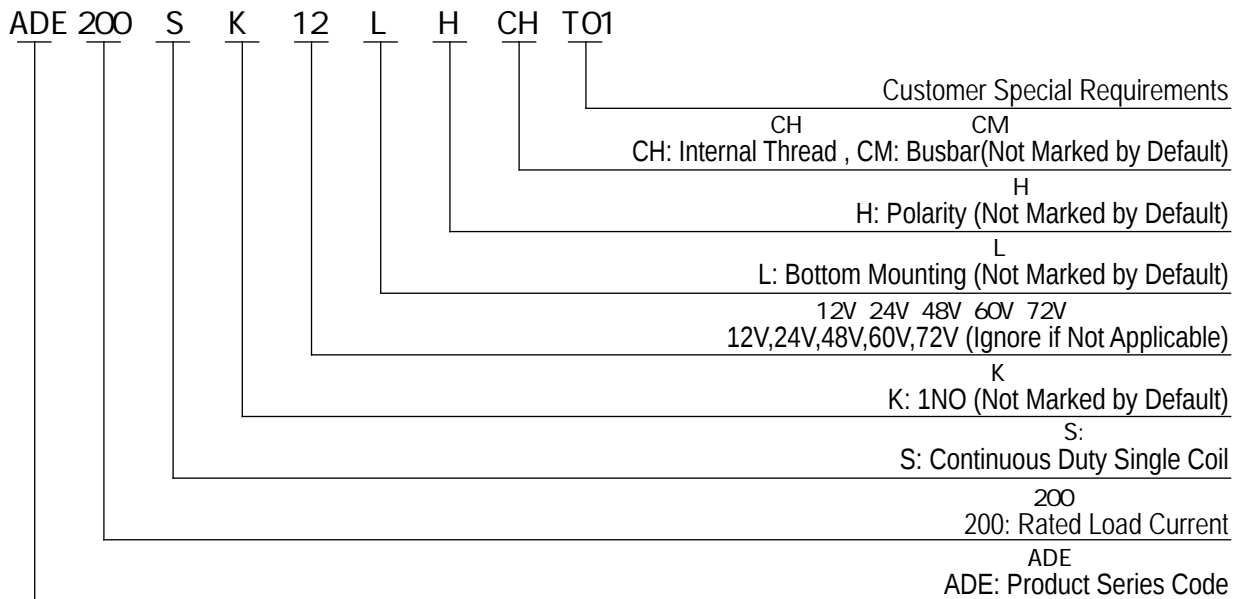 ADE 200 S K 12 L H CH T01
Customer Special Requirements
CH CM
CH: Internal Thread , CM: Busbar(Not Marked by Default)
H
H: Polarity (Not Marked by Default)
L
L: Bottom Mounting (Not Marked by Default)
12V 24V 48V 60V 72V
12V,24V,48V,60V,72V (Ignore if Not Applicable)
K
K: 1NO (Not Marked by Default)
S:
S: Continuous Duty Single Coil
200
200: Rated Load Current
ADE
ADE: Product Series Code